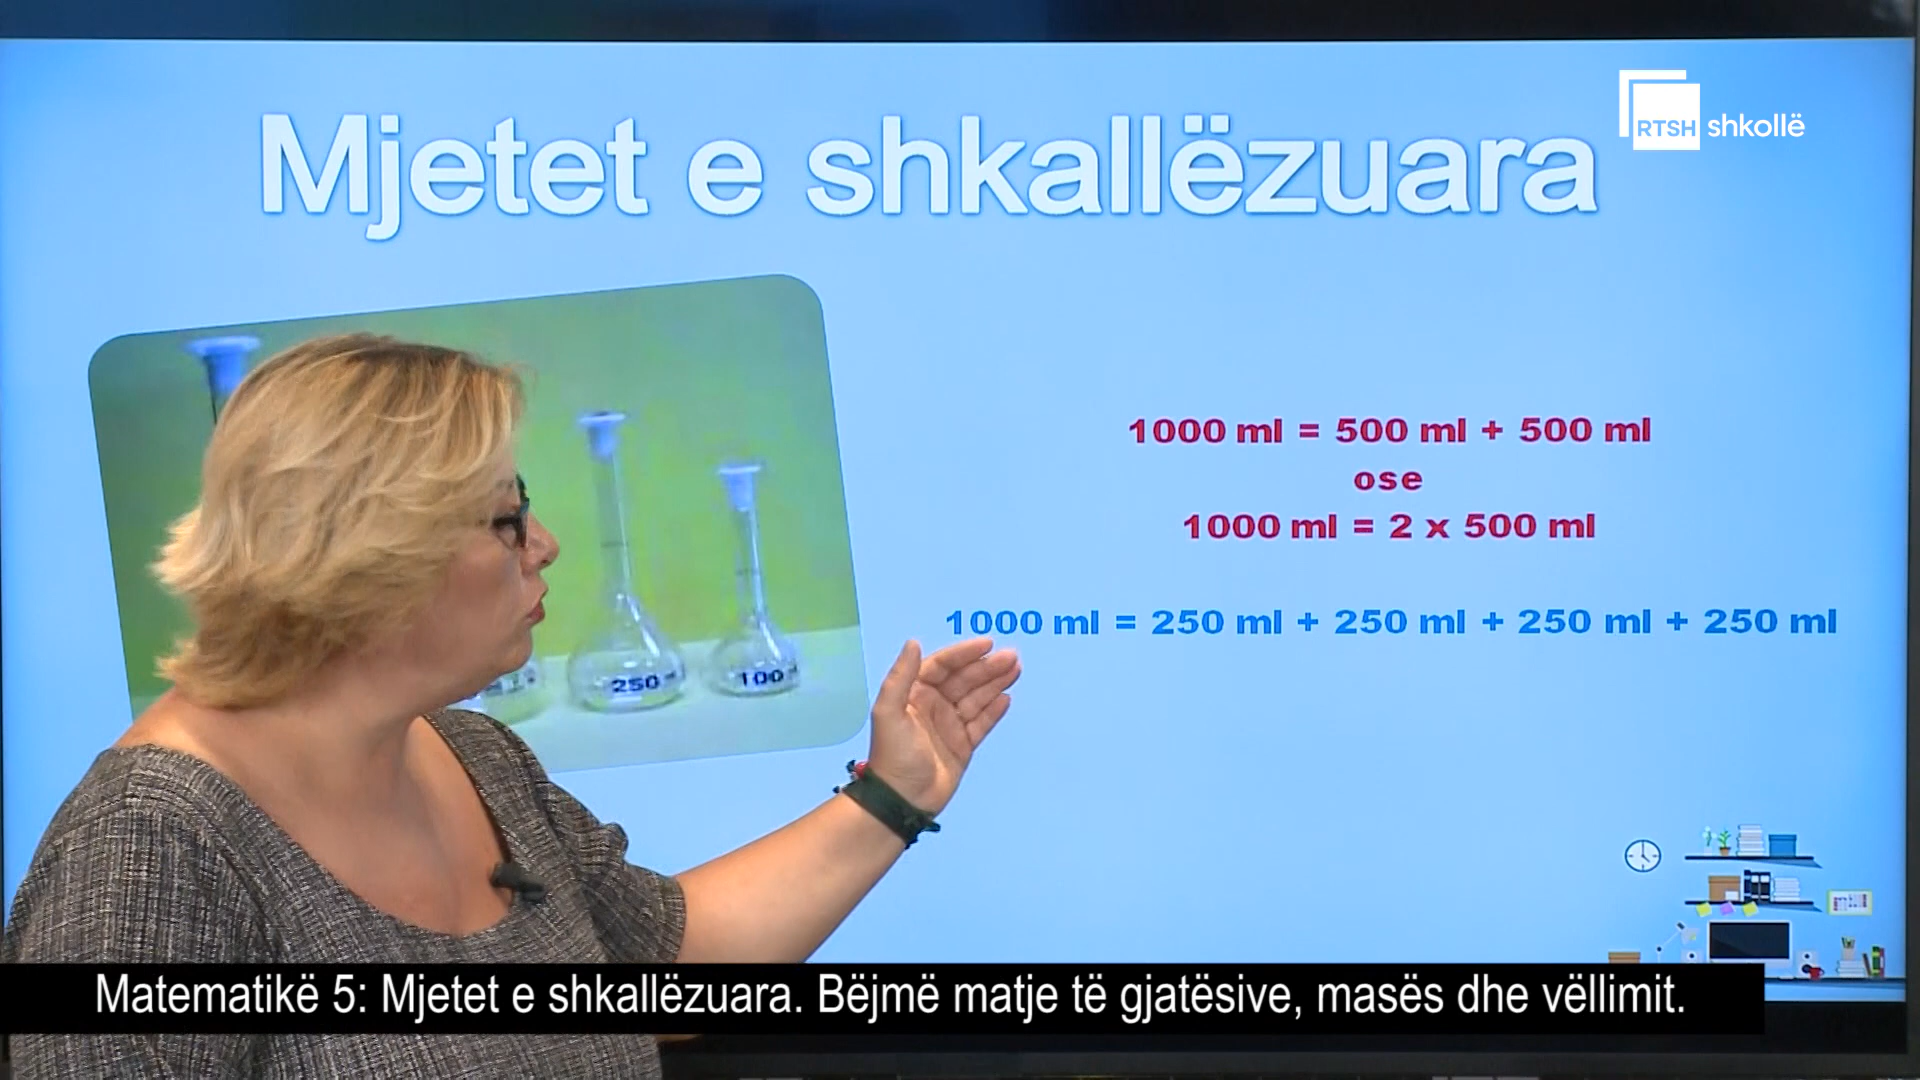 Mjetet e shkallëzuara
RTSH shkollë
1000 ml = 500 ml + 500 ml
ose
1000 ml = 2 x 500 ml
1000 ml = 250 ml + 250 ml + 250 ml + 250 ml
250
100
Matematikë 5: Mjetet e shkallëzuara. Bëjmë matje të gjatësive, masës dhe vëllimit.